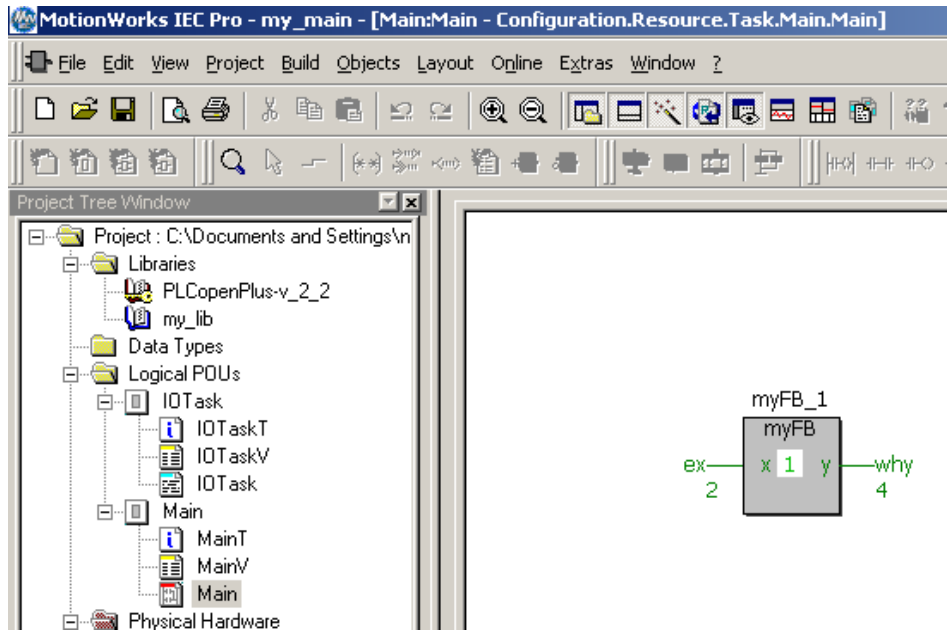 MotionWorks IEC Pro - my_main - [Main:Main - Configuration.Resource.Task.Main.Main]
File Edit View Project Build Objects Layout Online Extras Window ?
Project Tree Window
Project : C:\Documents and Settings\n
Libraries
PLCopenPlus-v_2_2
my_lib
Data Types
Logical POUs
IOTask
IOTaskT
IOTaskV
IOTask
Main
MainT
MainV
Main
Physical Hardware
myFB_1
myFB
ex x 1 y why
2 4